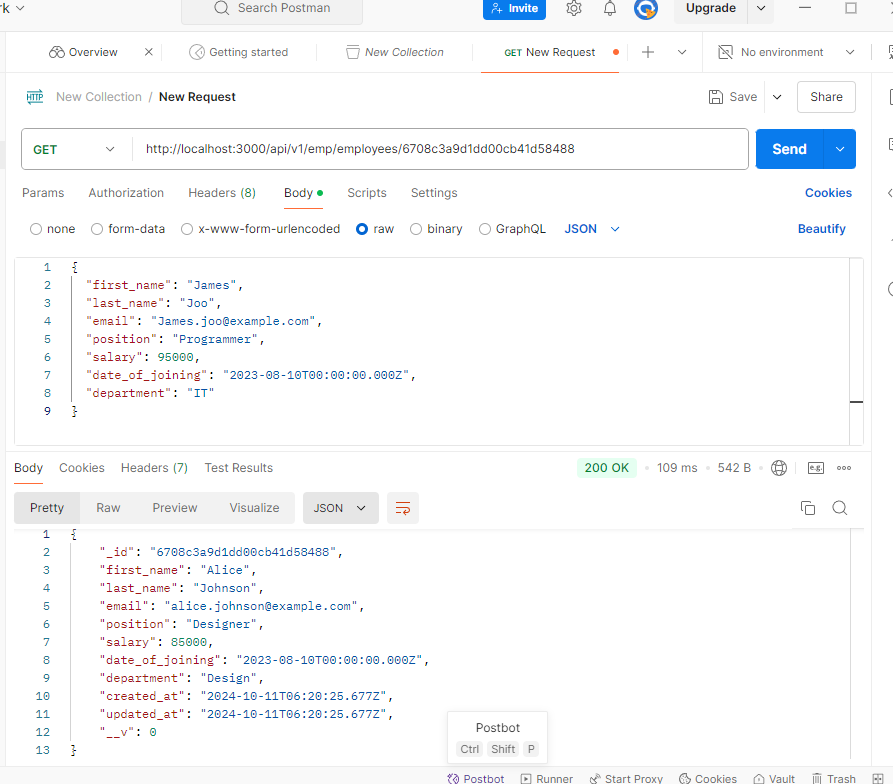 rk Search Postman Invite Upgrade
Overview Getting started New Collection GET New Request No environment
HTTP New Collection / New Request Save Share
GET http://localhost:3000/api/v1/emp/employees/6708c3a9d1dd00cb41d58488 Send
Params Authorization Headers (8) Body Scripts Settings Cookies
none form-data x-www-form-urlencoded raw binary GraphQL JSON Beautify
1 {
2 "first_name": "James",
3 "last_name": "Joo",
4 "email": "James.joo@example.com",
5 "position": "Programmer",
6 "salary": 95000,
7 "date_of_joining": "2023-08-10T00:00:00.000Z",
8 "department": "IT"
9 }
Body Cookies Headers (7) Test Results 200 OK 109 ms 542 B e.g.
Pretty Raw Preview Visualize JSON
1 {
2 "_id": "6708c3a9d1dd00cb41d58488",
3 "first_name": "Alice",
4 "last_name": "Johnson",
5 "email": "alice.johnson@example.com",
6 "position": "Designer",
7 "salary": 85000,
8 "date_of_joining": "2023-08-10T00:00:00.000Z",
9 "department": "Design",
10 "created_at": "2024-10-11T06:20:25.677Z",
11 "updated_at": "2024-10-11T06:20:25.677Z",
12 "__v": 0
13 }
Postbot
Ctrl Shift P
Postbot Runner Start Proxy Cookies Vault Trash